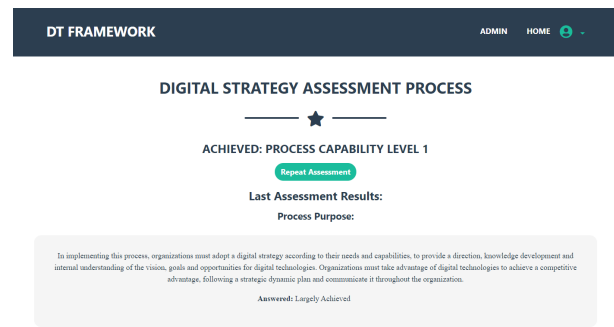 DT FRAMEWORK
ADMIN HOME
DIGITAL STRATEGY ASSESSMENT PROCESS
ACHIEVED: PROCESS CAPABILITY LEVEL 1
Repeat Assessment
Last Assessment Results:
Process Purpose:
In implementing this process, organizations must adopt a digital strategy according to their needs and capabilities, to provide a direction, knowledge development and
internal understanding of the vision, goals and opportunities for digital technologies. Organizations must take advantage of digital technologies to achieve a competitive
advantage, following a strategic dynamic plan and communicate it throughout the organization.
Answered: Largely Achieved